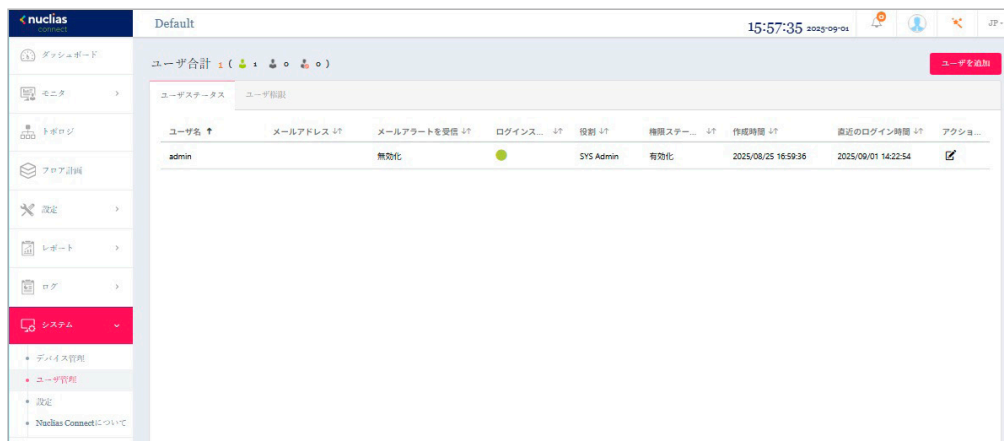 nuclias
connect
Default
15:57:35 2025-09-01
0
JP -
ダッシュボード
モニタ
トポロジ
フロア計画
設定
レポート
ログ
システム
デバイス管理
ユーザ管理
設定
Nuclias Connectについて
ユーザ合計 1 ( 1 0 0 )
ユーザを追加
ユーザステータス ユーザ権限
ユーザ名 ↑ メールアドレス ↓↑ メールアラートを受信 ↓↑ ログインス... ↓↑ 役割 ↓↑ 権限ステー... ↓↑ 作成時間 ↓↑ 直近のログイン時間 ↓↑ アクショ...
admin 無効化 SYS Admin 有効化 2025/08/25 16:59:36 2025/09/01 14:22:54